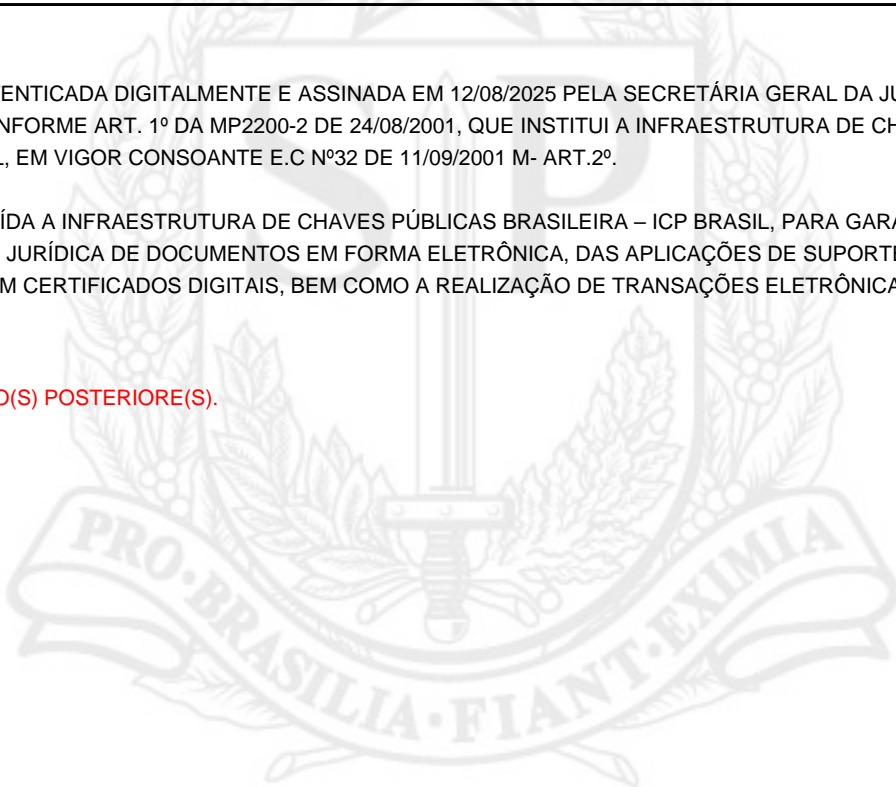 ENTICADA DIGITALMENTE E ASSINADA EM 12/08/2025 PELA SECRETÁRIA GERAL DA JU
NFORME ART. 1º DA MP2200-2 DE 24/08/2001, QUE INSTITUI A INFRAESTRUTURA DE CH
L, EM VIGOR CONSOANTE E.C Nº32 DE 11/09/2001 M- ART.2º.
ÍDA A INFRAESTRUTURA DE CHAVES PÚBLICAS BRASILEIRA – ICP BRASIL, PARA GARA
JURÍDICA DE DOCUMENTOS EM FORMA ELETRÔNICA, DAS APLICAÇÕES DE SUPORTE
M CERTIFICADOS DIGITAIS, BEM COMO A REALIZAÇÃO DE TRANSAÇÕES ELETRÔNICA
O(S) POSTERIORE(S).
SP
PRO·BRASILIA·FIANT·EXIMIA